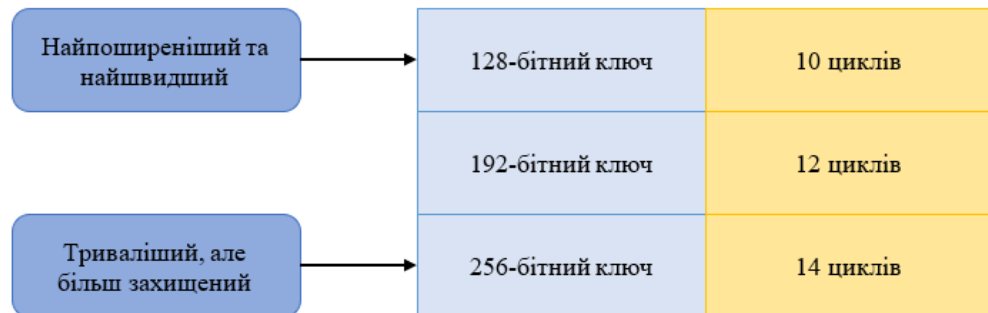 Найпоширеніший та
найшвидший
128-бітний ключ
10 циклів
192-бітний ключ
12 циклів
Триваліший, але
більш захищений
256-бітний ключ
14 циклів